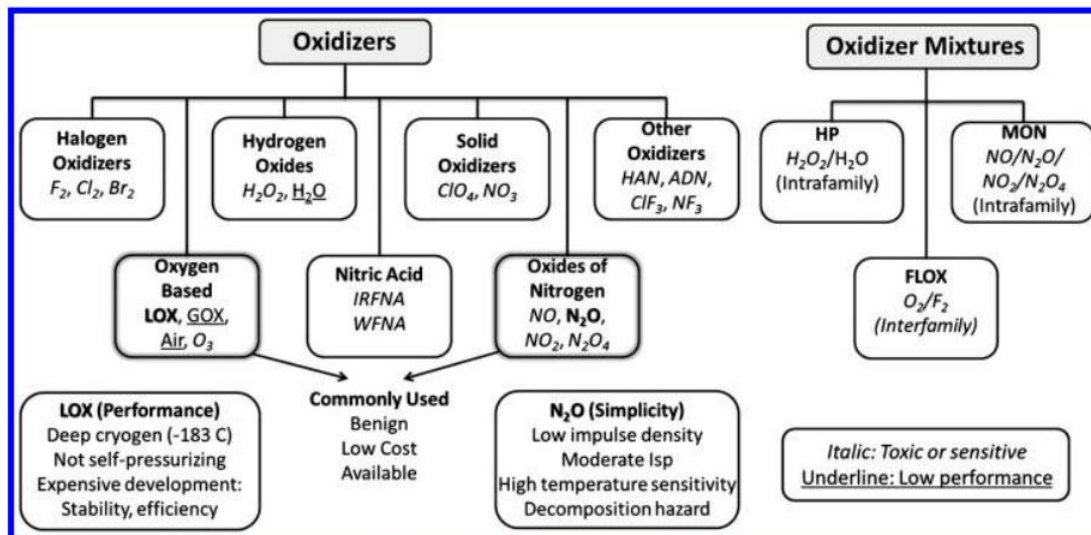 Oxidizers
Oxidizer Mixtures
Halogen
Oxidizers
F₂, Cl₂, Br₂
Hydrogen
Oxides
H₂O₂, H₂O
Solid
Oxidizers
ClO₄, NO₃
Other
Oxidizers
HAN, ADN,
ClF₃, NF₃
HP
H₂O₂/H₂O
(Intrafamily)
MON
NO/N₂O/
NO₂/N₂O₄
(Intrafamily)
Oxygen
Based
LOX, GOX,
Air, O₃
Nitric Acid
IRFNA
WFNA
Oxides of
Nitrogen
NO, N₂O,
NO₂, N₂O₄
FLOX
O₂/F₂
(Interfamily)
LOX (Performance)
Deep cryogen (-183 C)
Not self-pressurizing
Expensive development:
Stability, efficiency
Commonly Used
Benign
Low Cost
Available
N₂O (Simplicity)
Low impulse density
Moderate Isp
High temperature sensitivity
Decomposition hazard
Italic: Toxic or sensitive
Underline: Low performance